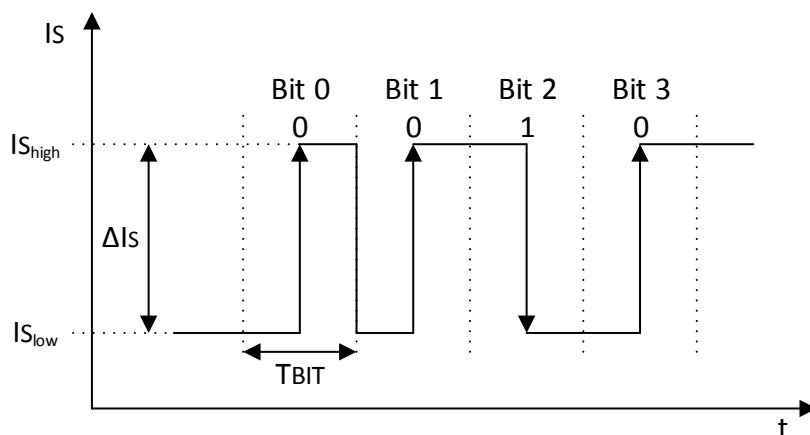 Is
Bit 0 Bit 1 Bit 2 Bit 3
0 0 1 0
Ishigh
ΔIs
Islow
TBIT
t